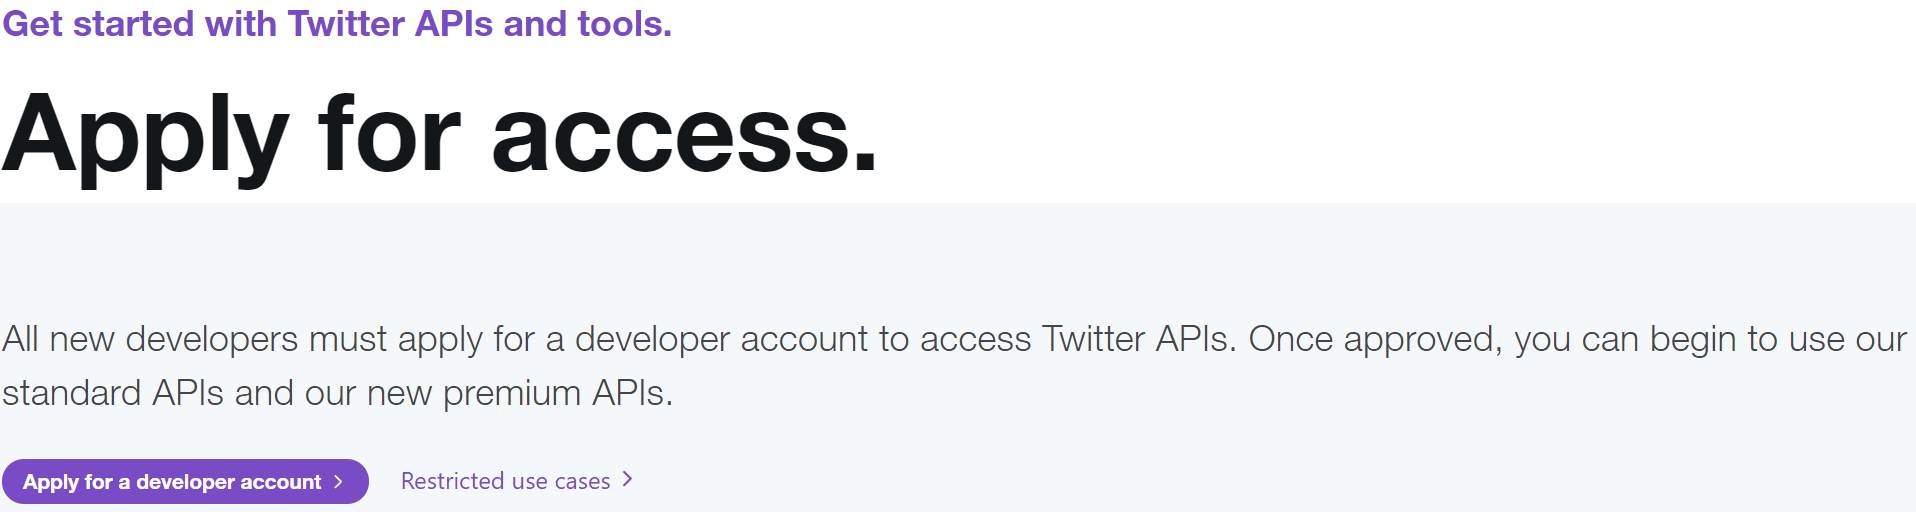 Get started with Twitter APIs and tools.
Apply for access.
All new developers must apply for a developer account to access Twitter APIs. Once approved, you can begin to use our
standard APIs and our new premium APIs.
Apply for a developer account >
Restricted use cases >